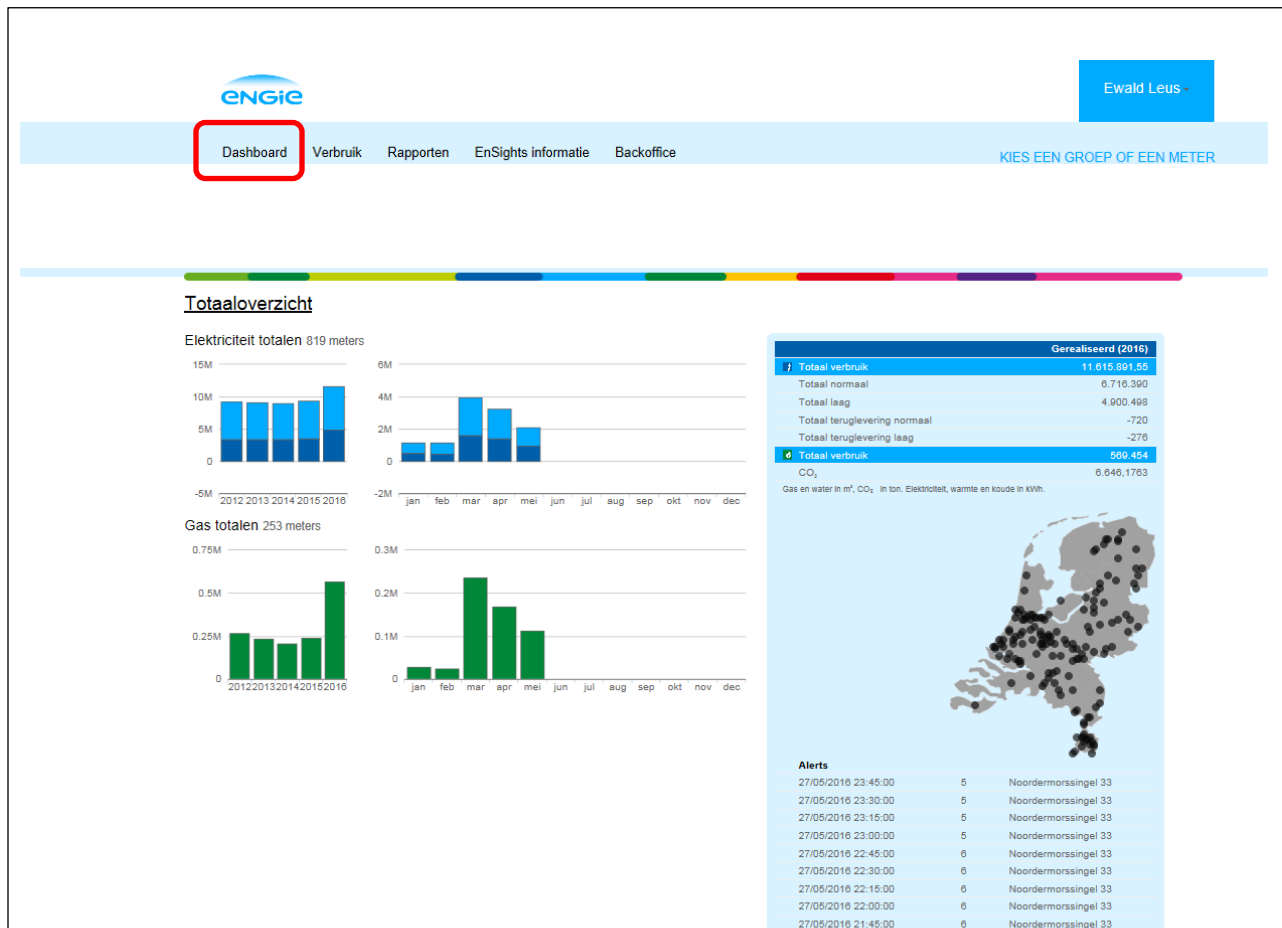 ENGIE
Ewald Leus
Dashboard Verbruik Rapporten EnSights informatie Backoffice
KIES EEN GROEP OF EEN METER
Totaaloverzicht
Elektriciteit totalen 819 meters
15M
10M
5M
0
-5M
2012 2013 2014 2015 2016
6M
4M
2M
0
-2M
jan feb mar apr mei jun jul aug sep okt nov dec
Gas totalen 253 meters
0.75M
0.5M
0.25M
0
2012 2013 2014 2015 2016
0.3M
0.2M
0.1M
0
jan feb mar apr mei jun jul aug sep okt nov dec
Gerealiseerd (2016)
Totaal verbruik 11.615.891,55
Totaal normaal 6.716.390
Totaal laag 4.900.498
Totaal teruglevering normaal -720
Totaal teruglevering laag -276
Totaal verbruik 569.454
CO₂ 6.646,1763
Gas en water in m³, CO₂ in ton. Elektriciteit, warmte en koude in kWh.
Alerts
27/05/2016 23:45:00 5 Noordermorssingel 33
27/05/2016 23:30:00 5 Noordermorssingel 33
27/05/2016 23:15:00 5 Noordermorssingel 33
27/05/2016 23:00:00 5 Noordermorssingel 33
27/05/2016 22:45:00 6 Noordermorssingel 33
27/05/2016 22:30:00 6 Noordermorssingel 33
27/05/2016 22:15:00 6 Noordermorssingel 33
27/05/2016 22:00:00 6 Noordermorssingel 33
27/05/2016 21:45:00 6 Noordermorssingel 33